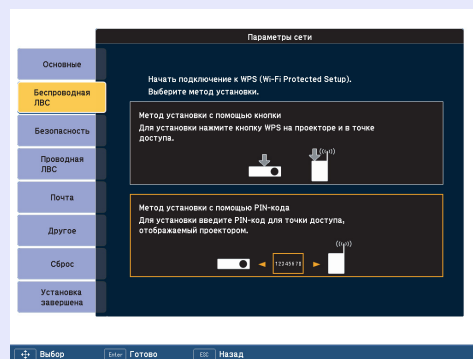 Параметры сети
Основные
Беспроводная
ЛВС
Безопасность
Проводная
ЛВС
Почта
Другое
Сброс
Установка
завершена
Начать подключение к WPS (Wi-Fi Protected Setup).
Выберите метод установки.
Метод установки с помощью кнопки
Для установки нажмите кнопку WPS на проекторе и в точке
доступа.
Метод установки с помощью PIN-кода
Для установки введите PIN-код для точки доступа,
отображаемый проектором.
12345678
Выбор
Enter Готово
ESC Назад